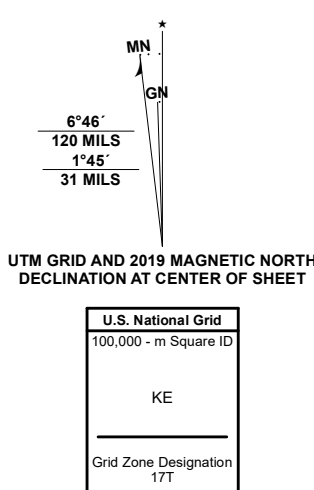 ★
MN
GN
6°46´
120 MILS
1°45´
31 MILS
UTM GRID AND 2019 MAGNETIC NORTH
DECLINATION AT CENTER OF SHEET
U.S. National Grid
100,000 - m Square ID
KE
Grid Zone Designation
17T